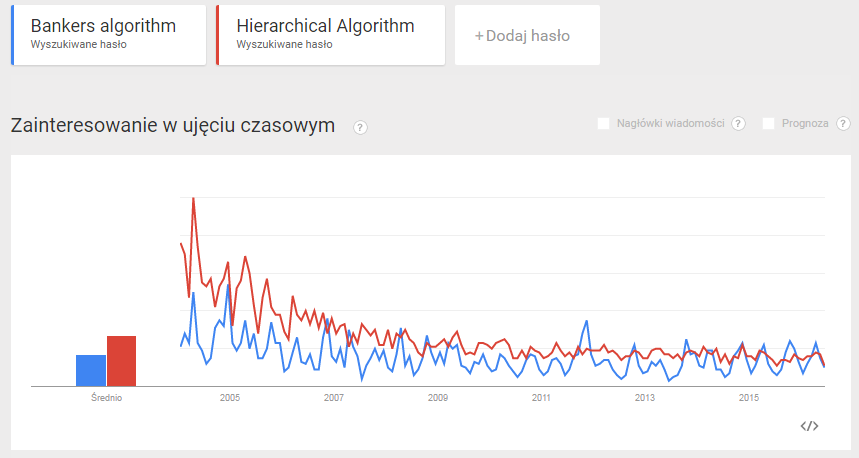 Bankers algorithm
Wyszukiwane hasło
Hierarchical Algorithm
Wyszukiwane hasło
+Dodaj hasło
Zainteresowanie w ujęciu czasowym ?
Nagłówki wiadomości ?
Prognoza ?
Średnio
2005
2007
2009
2011
2013
2015
</>